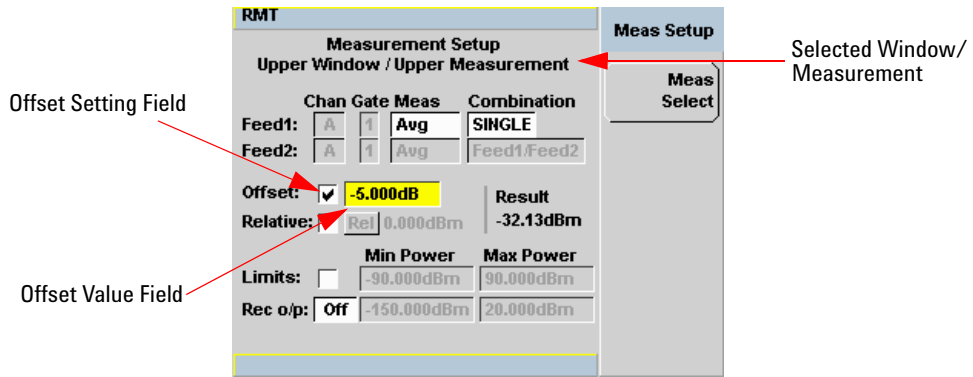 RMT
Meas Setup
Measurement Setup
Upper Window / Upper Measurement
Selected Window/
Measurement
Meas
Select
Offset Setting Field
Chan Gate Meas Combination
Feed1: A 1 Avg SINGLE
Feed2: A 1 Avg Feed1/Feed2
Offset: -5.000dB
Result
Relative: Rel 0.000dBm
-32.13dBm
Min Power Max Power
Limits: -90.000dBm 90.000dBm
Offset Value Field
Rec o/p: Off -150.000dBm 20.000dBm